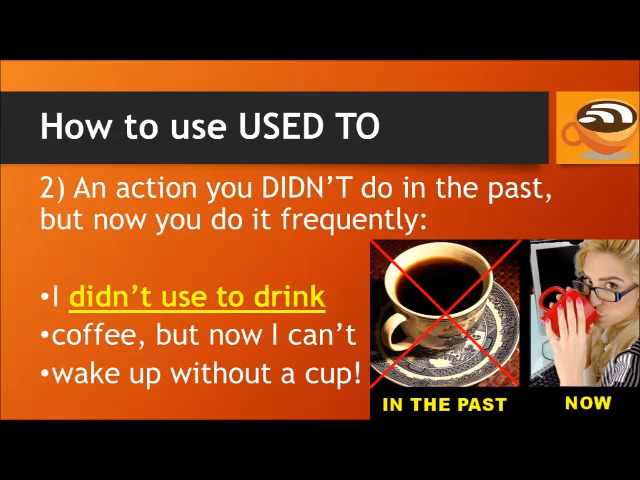 How to use USED TO
2) An action you DIDN'T do in the past,
but now you do it frequently:
•I didn't use to drink
•coffee, but now I can't
•wake up without a cup!
IN THE PAST
NOW